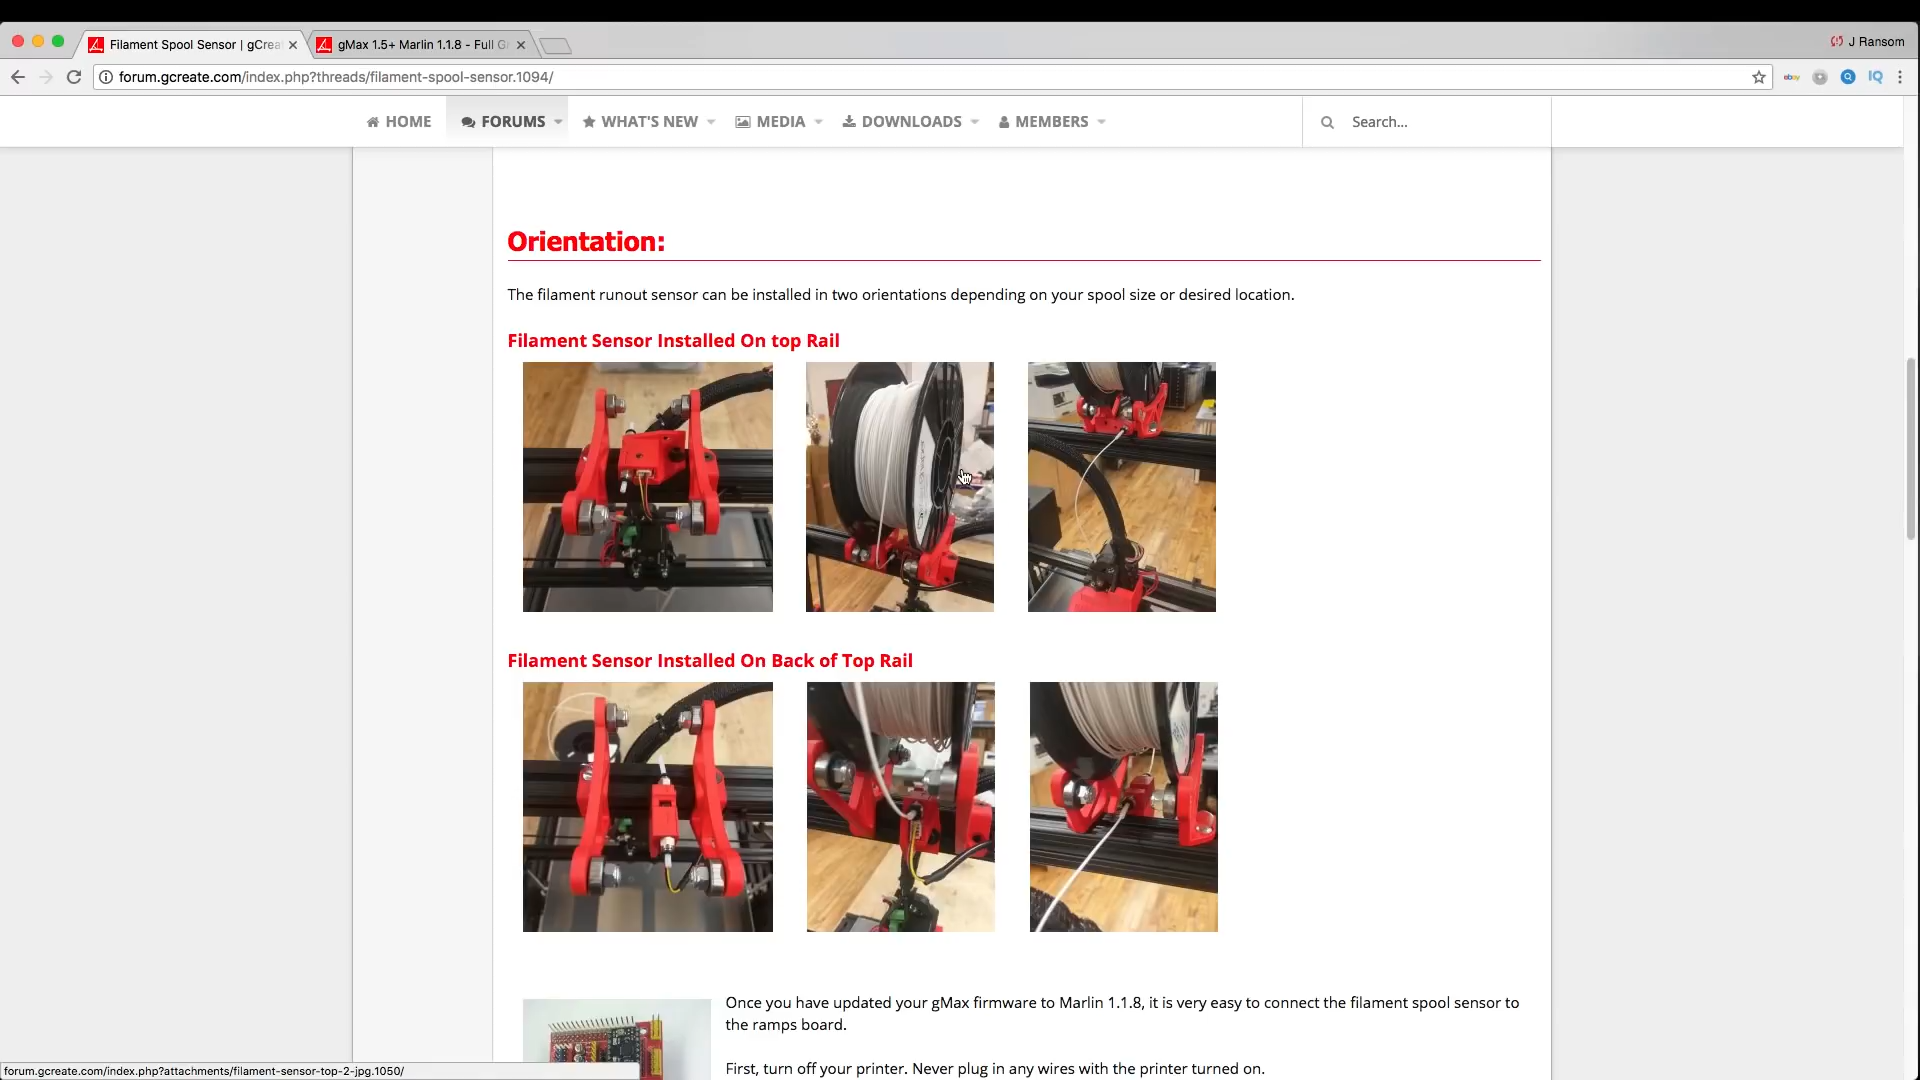 Filament Spool Sensor | gCrea
gMax 1.5+ Marlin 1.1.8 - Full G
J Ransom
forum.gcreate.com/index.php?threads/filament-spool-sensor.1094/
ebay
IQ
HOME
FORUMS
WHAT'S NEW
MEDIA
DOWNLOADS
MEMBERS
Search...
Orientation:
The filament runout sensor can be installed in two orientations depending on your spool size or desired location.
Filament Sensor Installed On top Rail
Filament Sensor Installed On Back of Top Rail
Once you have updated your gMax firmware to Marlin 1.1.8, it is very easy to connect the filament spool sensor to
the ramps board.
First, turn off your printer. Never plug in any wires with the printer turned on.
forum.gcreate.com/index.php?attachments/filament-sensor-top-2-jpg.1050/